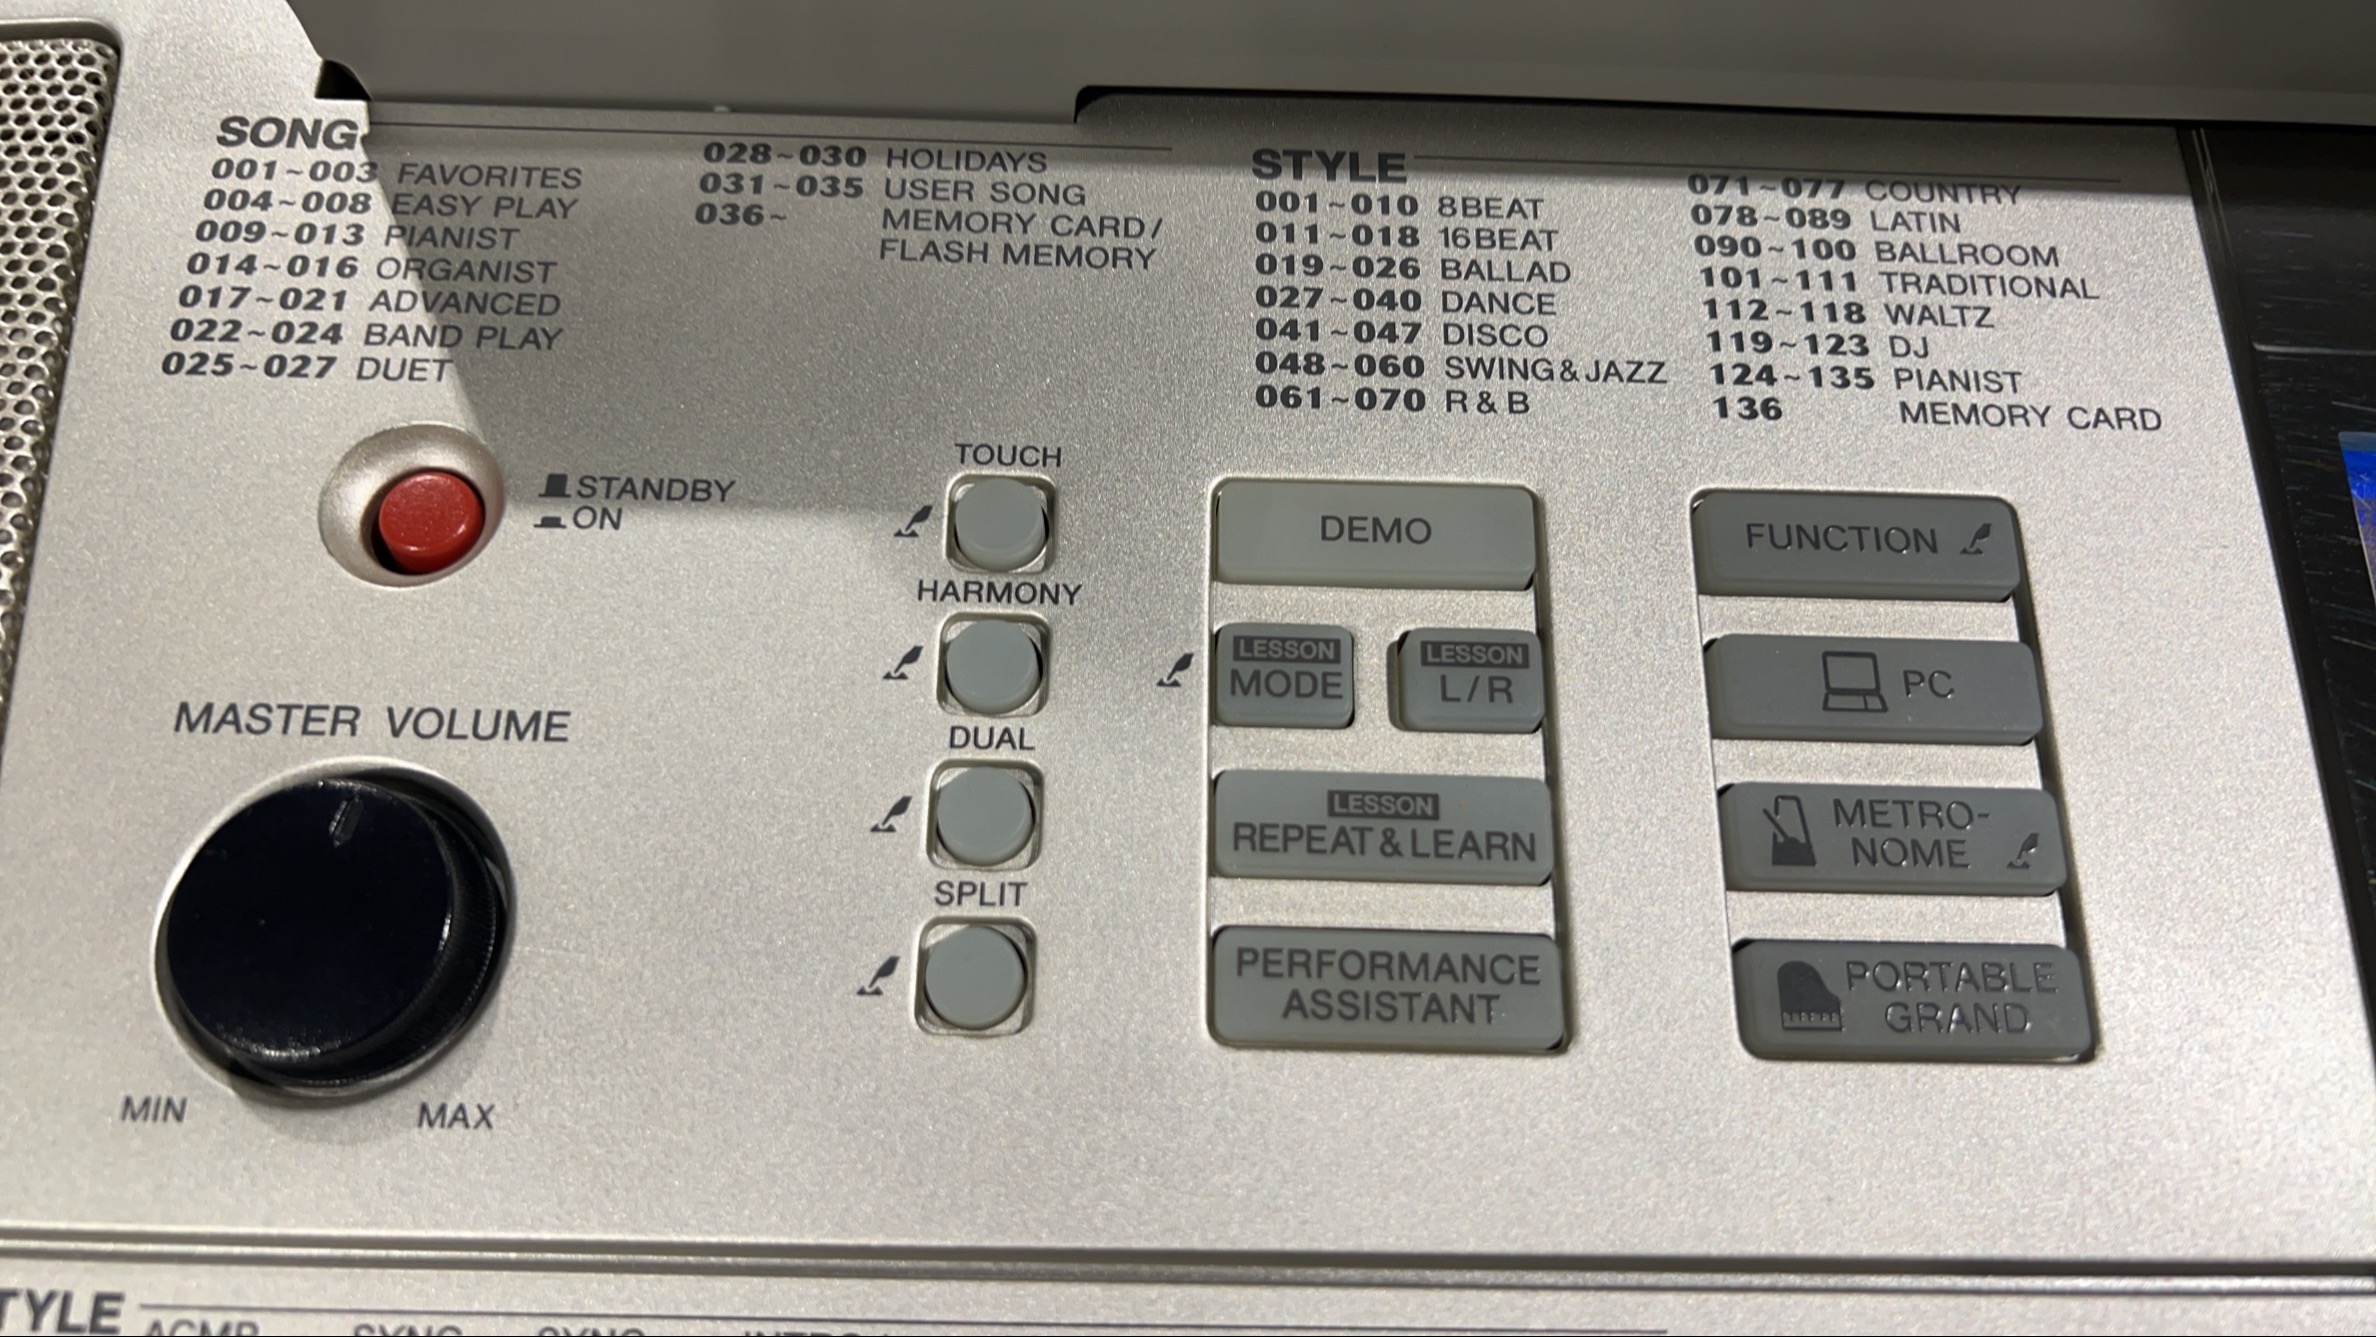 SONG
001~003 FAVORITES
004~008 EASY PLAY
009~013 PIANIST
014~016 ORGANIST
017~021 ADVANCED
022~024 BAND PLAY
025~027 DUET
028~030 HOLIDAYS
031~035 USER SONG
036~ MEMORY CARD/
FLASH MEMORY
STYLE
001~010 8BEAT
011~018 16BEAT
019~026 BALLAD
027~040 DANCE
041~047 DISCO
048~060 SWING&JAZZ
061~070 R&B
071~077 COUNTRY
078~089 LATIN
090~100 BALLROOM
101~111 TRADITIONAL
112~118 WALTZ
119~123 DJ
124~135 PIANIST
136 MEMORY CARD
STANDBY
ON
MASTER VOLUME
MIN MAX
TOUCH
HARMONY
DUAL
SPLIT
DEMO
LESSON
MODE
LESSON
L/R
LESSON
REPEAT & LEARN
PERFORMANCE
ASSISTANT
FUNCTION
PC
METRO-
NOME
PORTABLE
GRAND
TYLE
ACMP SYNC SYNC INTRO